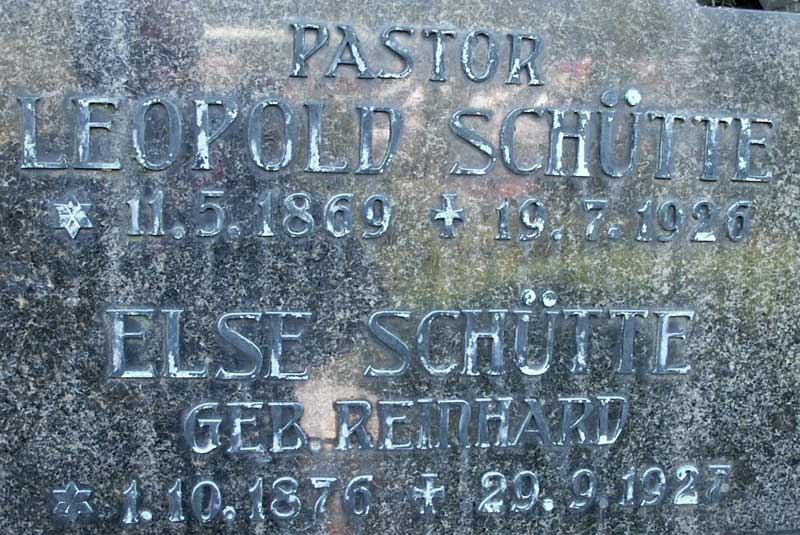 PASTOR
LEOPOLD SCHÜTTE
* 11.5.1869 ✝ 19.7.1926
ELSE SCHÜTTE
GEB. REINHARD
* 1.10.1876 ✝ 29.9.1927